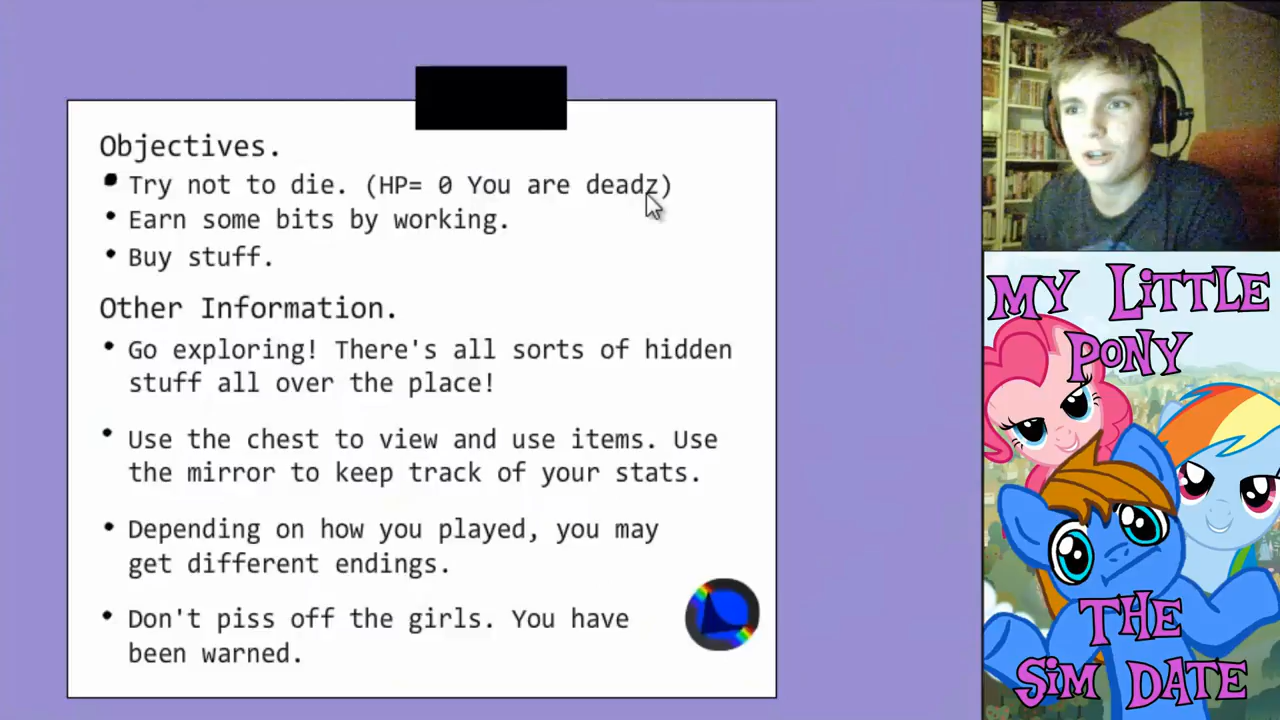 Objectives.
• Try not to die. (HP= 0 You are deadz)
• Earn some bits by working.
• Buy stuff.
Other Information.
• Go exploring! There's all sorts of hidden
stuff all over the place!
• Use the chest to view and use items. Use
the mirror to keep track of your stats.
• Depending on how you played, you may
get different endings.
• Don't piss off the girls. You have
been warned.
MY LiTTLE
PONY
THE
SiM DATE